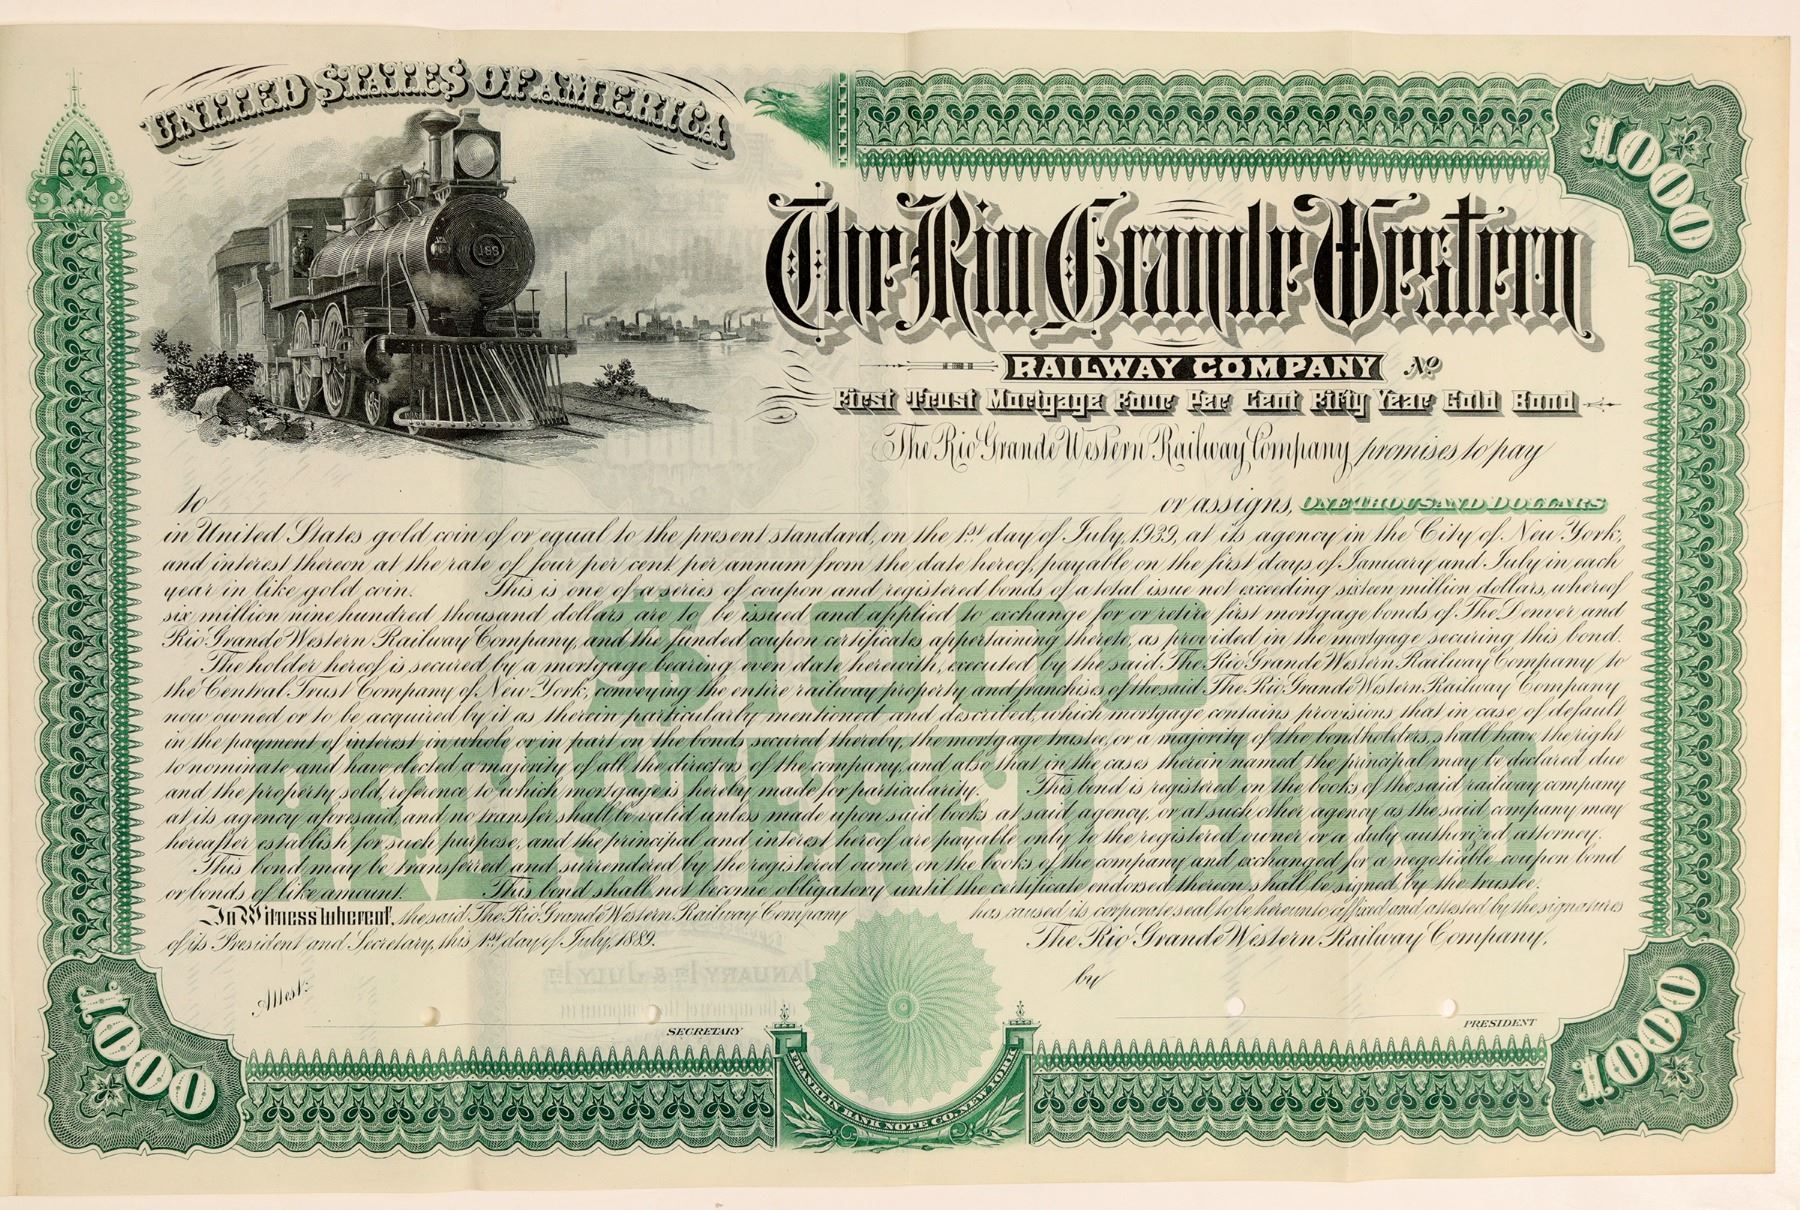 UNITED STATES OF AMERICA
1000
The Rio Grande Western
RAILWAY COMPANY No
First Trust Mortgage Four Per Cent Fifty Year Gold Bond
The Rio Grande Western Railway Company promises to pay
to or assigns, ONE THOUSAND DOLLARS
in United States gold coin of or equal to the present standard, on the 1st day of July, 1939, at its agency in the City of New York,
and interest thereon at the rate of four per cent per annum from the date hereof, payable on the first days of January and July in each
year in like gold coin. This is one of a series of coupon and registered bonds of a total issue not exceeding sixteen million dollars, whereof
six million nine hundred thousand dollars are to be issued and applied to exchange for or retire first mortgage bonds of The Denver and
Rio Grande Western Railway Company, and the funded coupon certificates appertaining thereto, as provided in the mortgage securing this bond.
The holder hereof is secured by a mortgage bearing even date herewith, executed by the said The Rio Grande Western Railway Company to
the Central Trust Company of New York, conveying the entire railway property and franchises of the said The Rio Grande Western Railway Company
now owned or to be acquired by it as therein particularly mentioned and described, which mortgage contains provisions that in case of default
in the payment of interest in whole or in part on the bonds secured thereby, the mortgage trustee, or a majority of the bondholders, shall have the right
to nominate and have elected a majority of all the directors of the company, and also that in the cases therein named the principal may be declared due
and the property sold, reference to which mortgage is hereby made for particularity. This bond is registered on the books of the said railway company
at its agency aforesaid, and no transfer shall be valid unless made upon said books at said agency, or at such other agency as the said company may
hereafter establish for such purpose, and the principal and interest hereof are payable only to the registered owner or a duly authorized attorney.
This bond may be transferred and surrendered by the registered owner on the books of the company and exchanged for a negotiable coupon bond
or bonds of like amount. This bond shall not become obligatory until the certificate endorsed thereon shall be signed by the trustee.
$1000
REGISTERED BOND
In Witness whereof, the said The Rio Grande Western Railway Company has caused its corporate seal to be hereunto affixed and attested by the signatures
of its President and Secretary, this 1st day of July, 1889. The Rio Grande Western Railway Company,
Attest: by
SECRETARY PRESIDENT
1000 1000
FRANKLIN BANK NOTE CO. NEW YORK